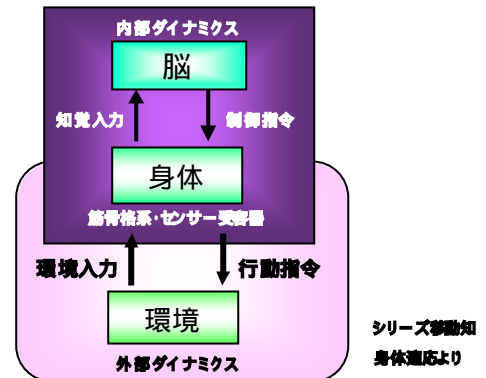 内部ダイナミクス
脳
知覚入力 制御指令
身体
筋骨格系・センサー受容器
環境入力 行動指令
環境
外部ダイナミクス
シリーズ移動知
身体適応より